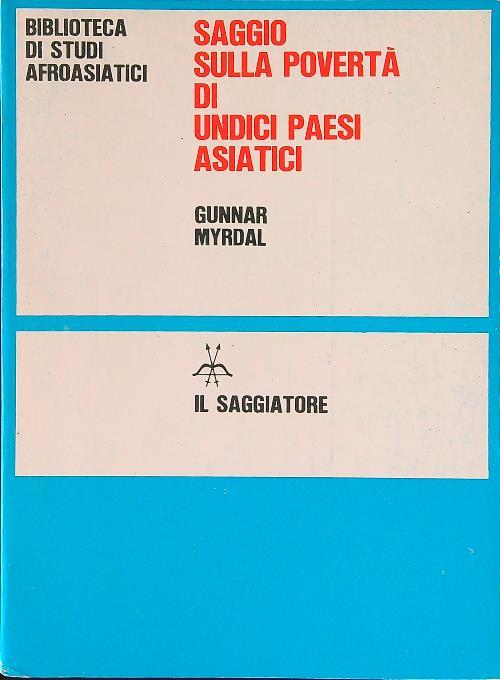 BIBLIOTECA
DI STUDI
AFROASIATICI
SAGGIO
SULLA POVERTÀ
DI
UNDICI PAESI
ASIATICI
GUNNAR
MYRDAL
IL SAGGIATORE